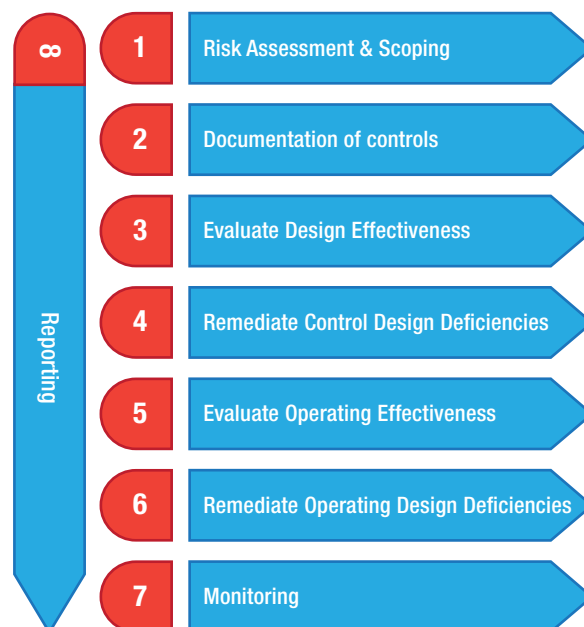 8
Reporting
1
Risk Assessment & Scoping
2
Documentation of controls
3
Evaluate Design Effectiveness
4
Remediate Control Design Deficiencies
5
Evaluate Operating Effectiveness
6
Remediate Operating Design Deficiencies
7
Monitoring